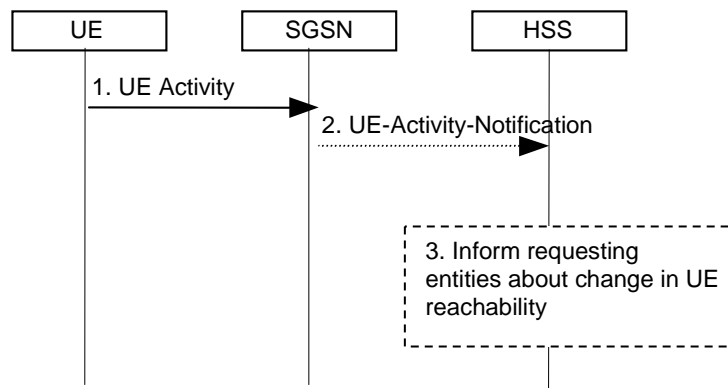 UE
SGSN
HSS
1. UE Activity
2. UE-Activity-Notification
3. Inform requesting
entities about change in UE
reachability